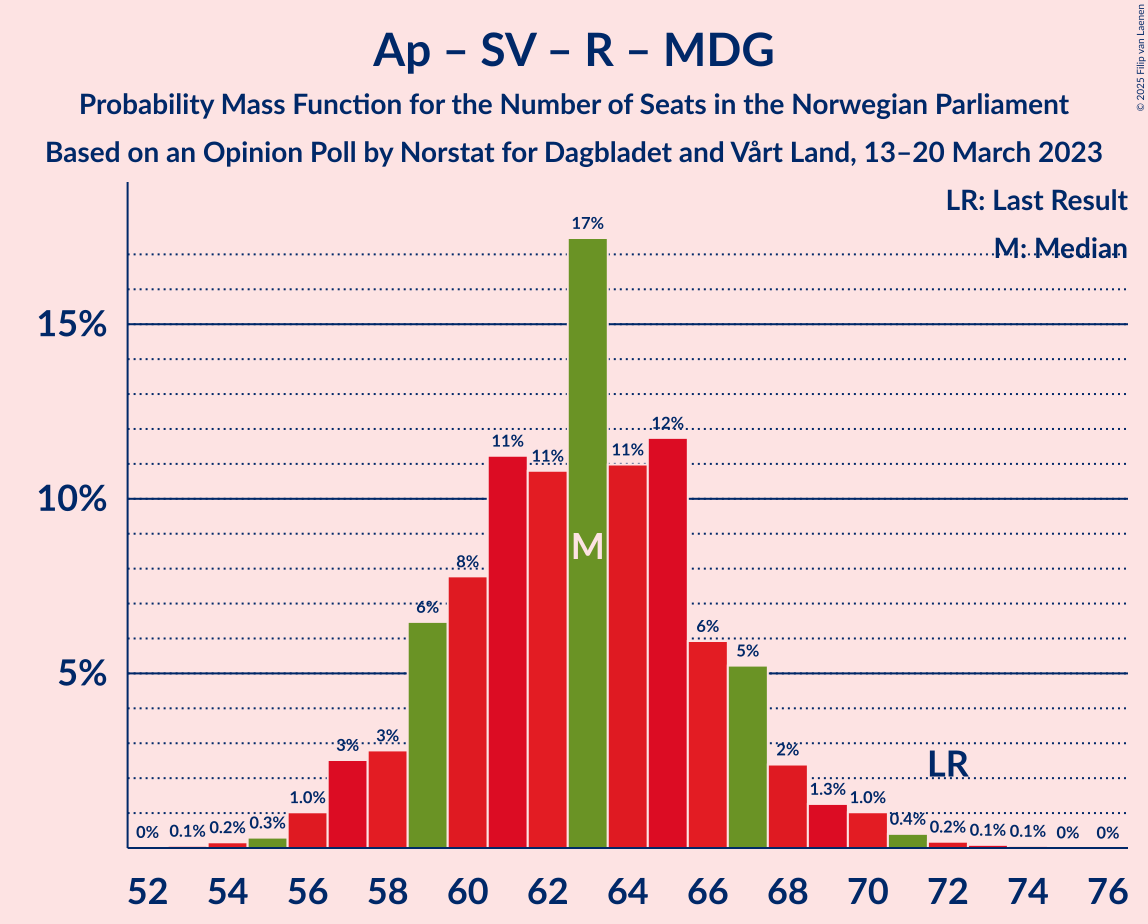 Ap – SV – R – MDG
Probability Mass Function for the Number of Seats in the Norwegian Parliament
Based on an Opinion Poll by Norstat for Dagbladet and Vårt Land, 13–20 March 2023
© 2025 Filip van Laenen
LR: Last Result
M: Median
15%
10%
5%
0% 0.1% 0.2% 0.3% 1.0% 3% 3% 6% 8% 11% 11% 17% 11% 12% 6% 5% 2% 1.3% 1.0% 0.4% 0.2% 0.1% 0.1% 0% 0%
M
LR
52 54 56 58 60 62 64 66 68 70 72 74 76